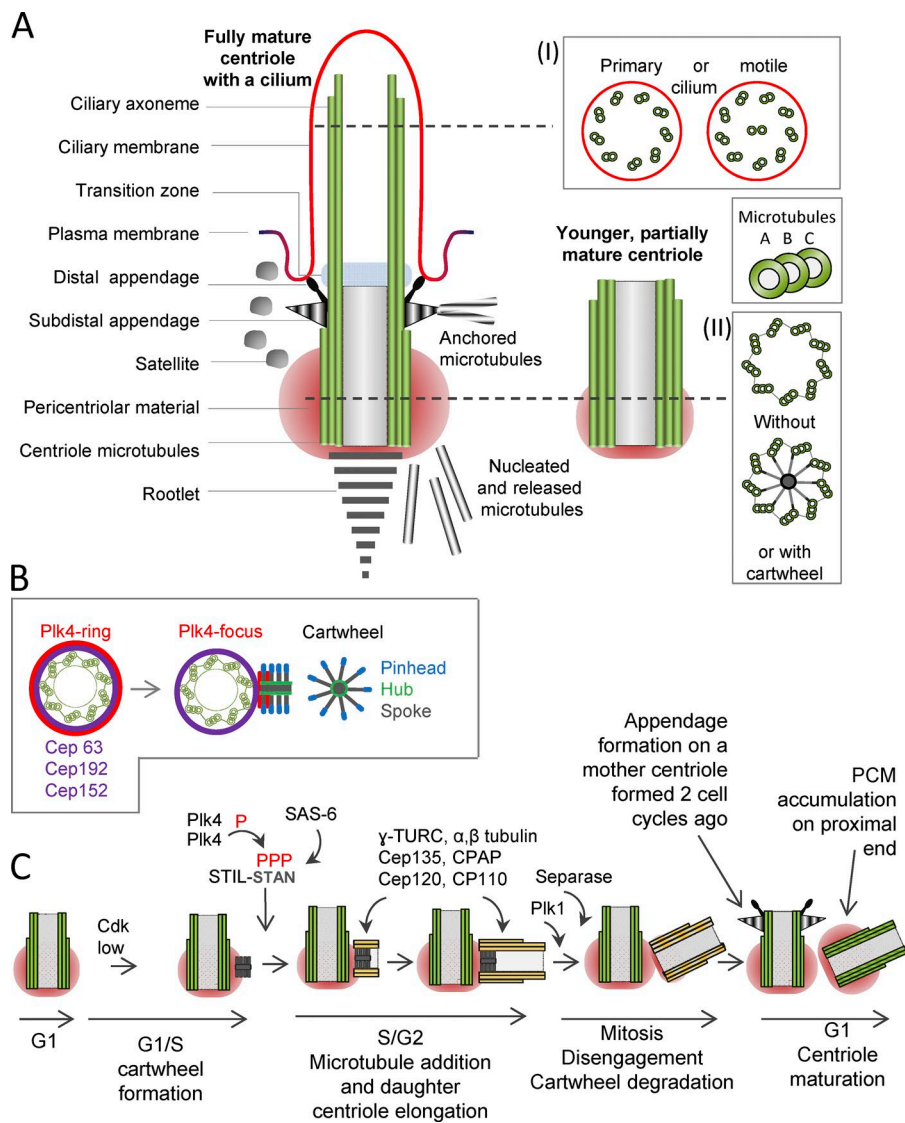 A
Fully mature
centriole
with a cilium
Ciliary axoneme
Ciliary membrane
Transition zone
Plasma membrane
Distal appendage
Subdistal appendage
Satellite
Pericentriolar material
Centriole microtubules
Rootlet
Anchored
microtubules
Nucleated
and released
microtubules
Younger, partially
mature centriole
(I)
Primary or motile
cilium
Microtubules
A B C
(II)
Without
or with
cartwheel
B
Plk4-ring
Plk4-focus
Cartwheel
Pinhead
Hub
Spoke
Cep 63
Cep192
Cep152
C
Plk4 P
Plk4
SAS-6
PPP
STIL-STAN
Cdk
low
ɣ-TURC, α,β tubulin
Cep135, CPAP
Cep120, CP110
Separase
Plk1
Appendage
formation on a
mother centriole
formed 2 cell
cycles ago
PCM
accumulation
on proximal
end
G1
G1/S
cartwheel
formation
S/G2
Microtubule addition
and daughter
centriole elongation
Mitosis
Disengagement
Cartwheel degradation
G1
Centriole
maturation